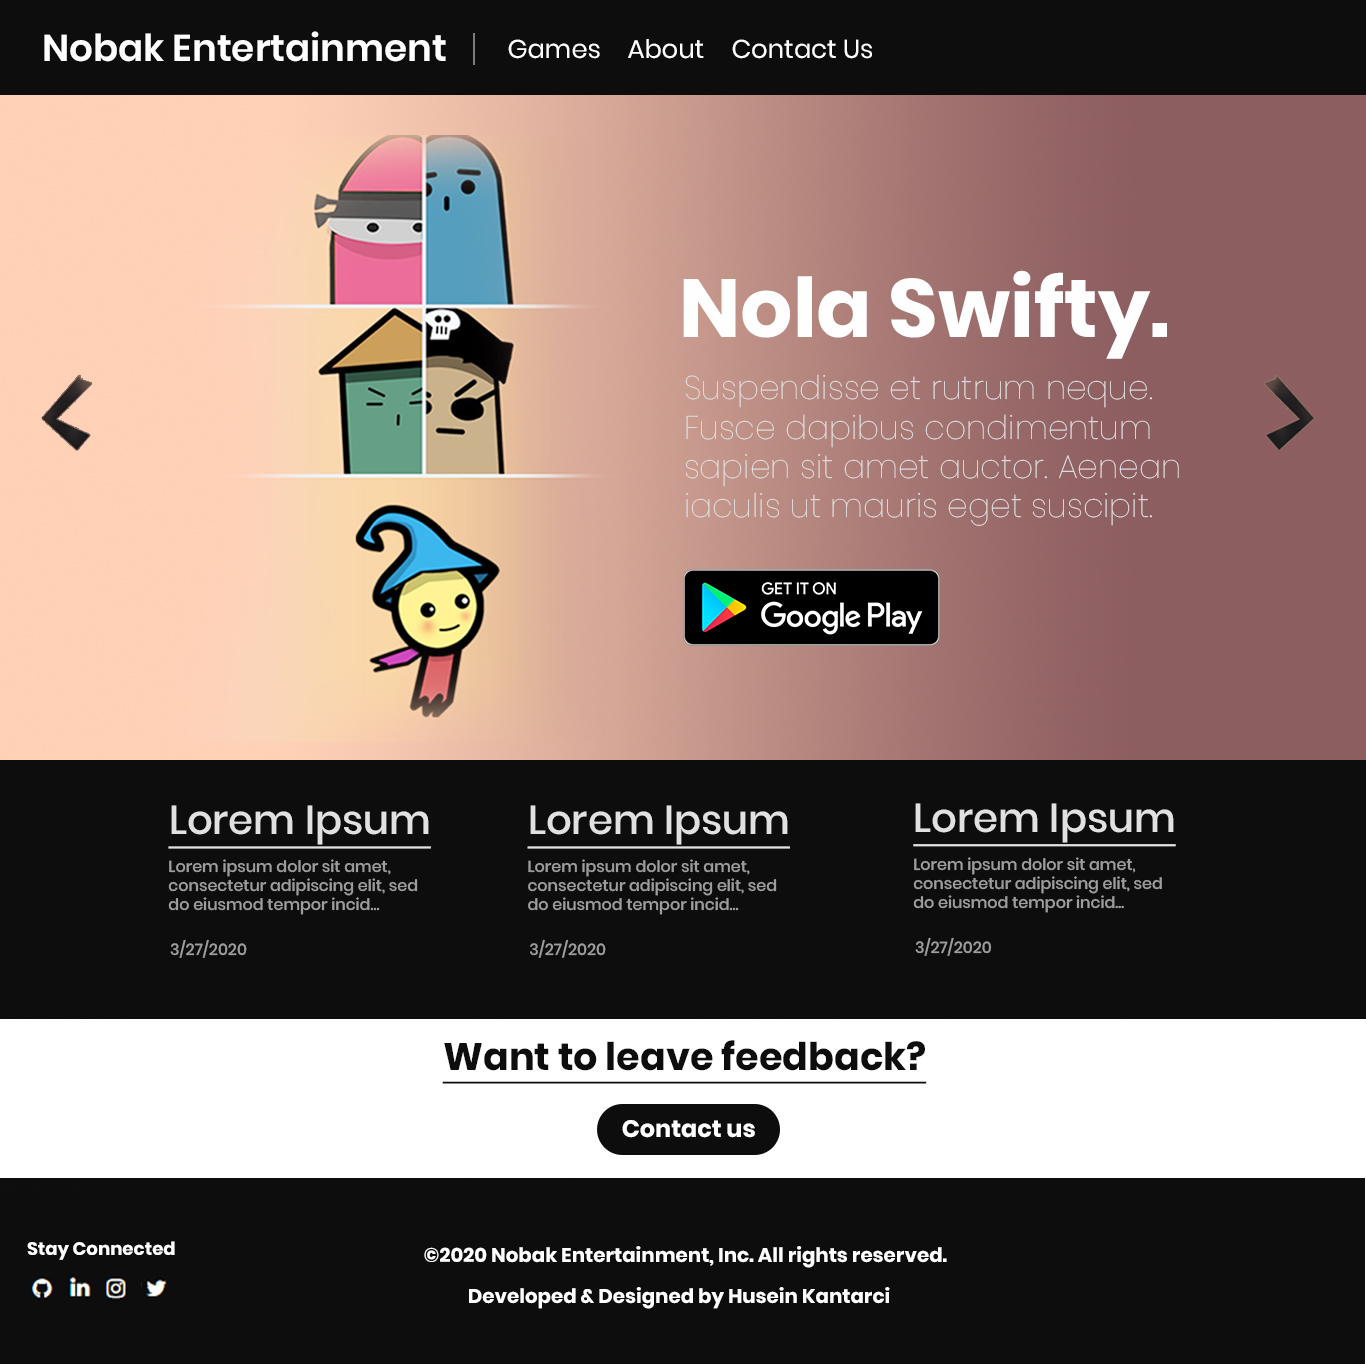 Nobak Entertainment
Games About Contact Us
Nola Swifty.
Suspendisse et rutrum neque.
Fusce dapibus condimentum
sapien sit amet auctor. Aenean
iaculis ut mauris eget suscipit.
GET IT ON
Google Play
Lorem Ipsum
Lorem ipsum dolor sit amet,
consectetur adipiscing elit, sed
do eiusmod tempor incid...
3/27/2020
Lorem Ipsum
Lorem ipsum dolor sit amet,
consectetur adipiscing elit, sed
do eiusmod tempor incid...
3/27/2020
Lorem Ipsum
Lorem ipsum dolor sit amet,
consectetur adipiscing elit, sed
do eiusmod tempor incid...
3/27/2020
Want to leave feedback?
Contact us
Stay Connected
in
©2020 Nobak Entertainment, Inc. All rights reserved.
Developed & Designed by Husein Kantarci